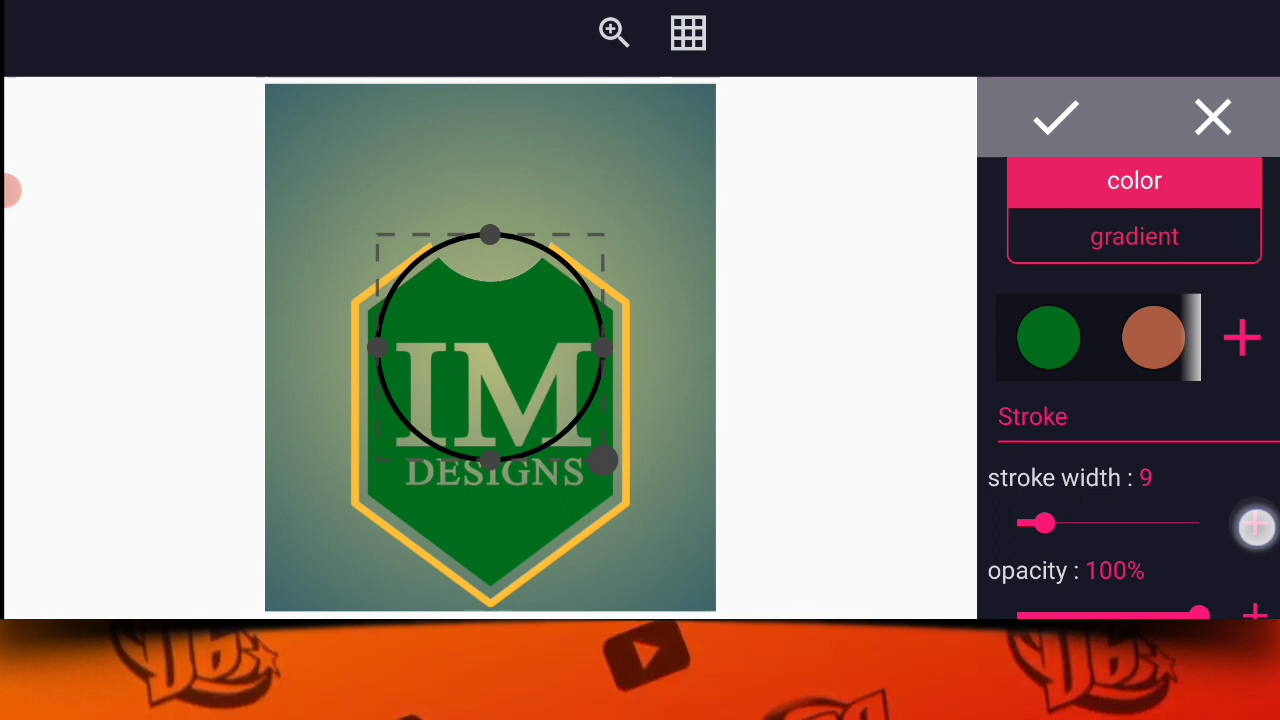 color
gradient
Stroke
stroke width : 9
opacity : 100%
IM
DESIGNS